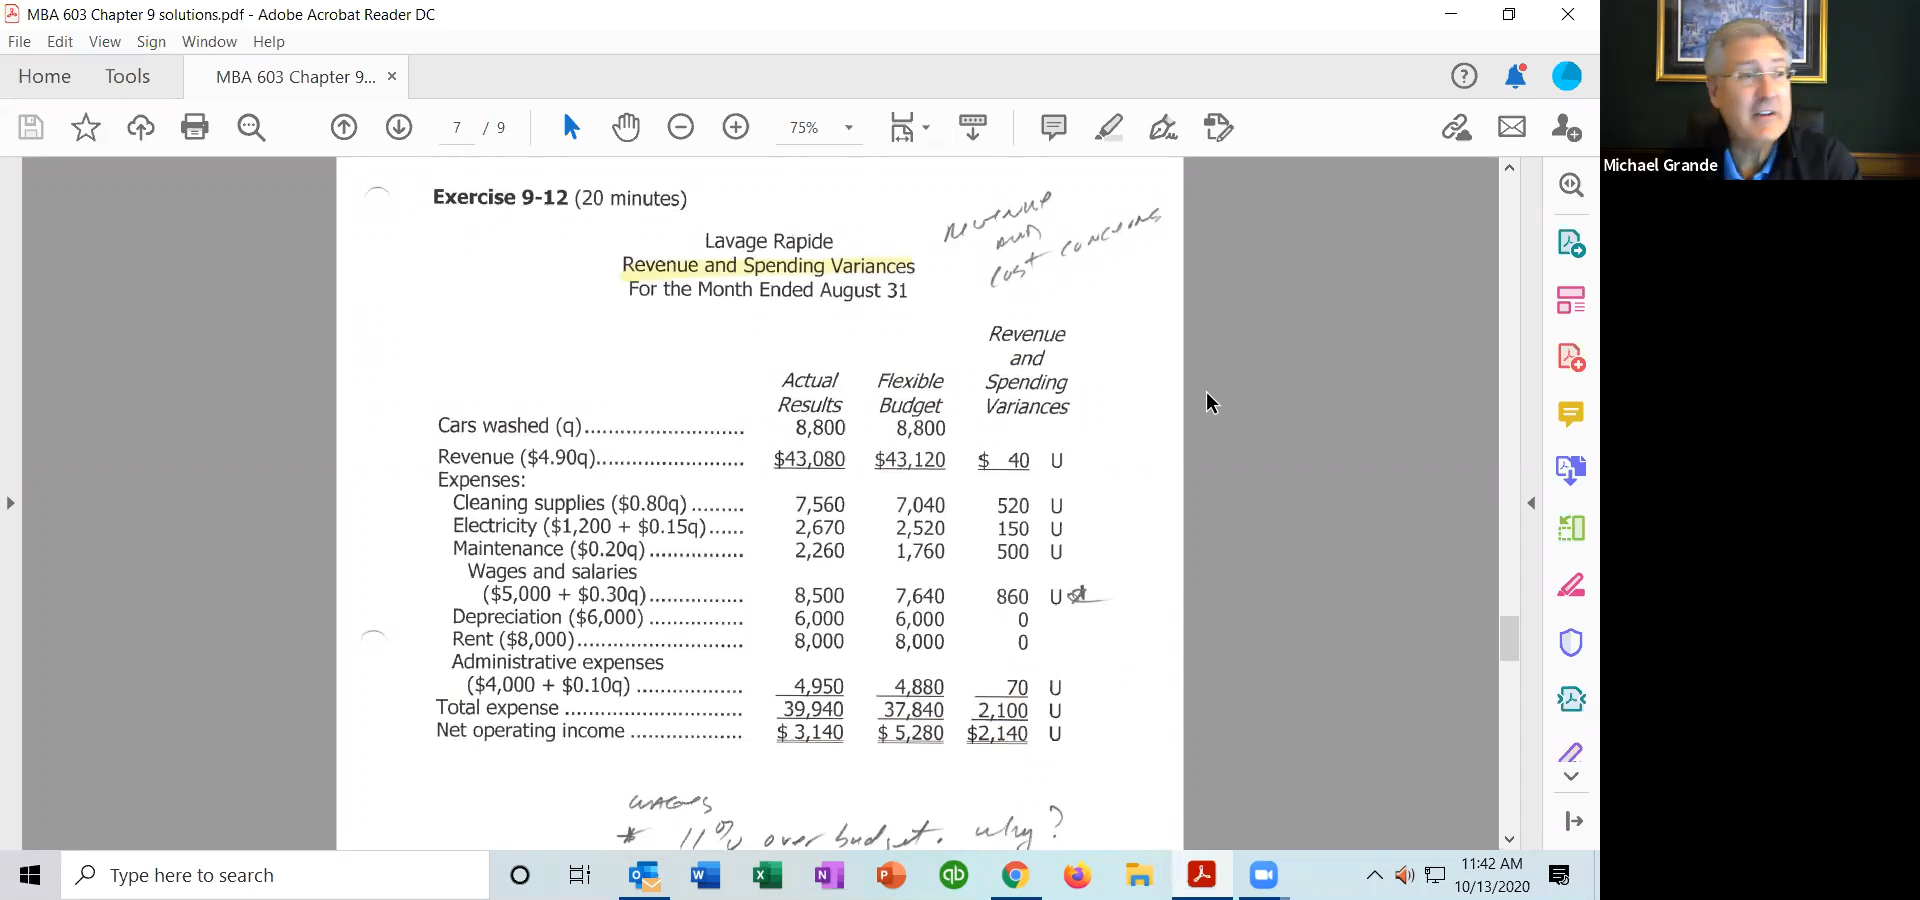 MBA 603 Chapter 9 solutions.pdf - Adobe Acrobat Reader DC
File Edit View Sign Window Help
Home Tools MBA 603 Chapter 9... ×
7 / 9 75%
Michael Grande
Exercise 9-12 (20 minutes)
revenue
and
cost concerns
Lavage Rapide
Revenue and Spending Variances
For the Month Ended August 31
Revenue
and
Actual Flexible Spending
Results Budget Variances
Cars washed (q).......................... 8,800 8,800
Revenue ($4.90q)........................ $43,080 $43,120 $ 40 U
Expenses:
Cleaning supplies ($0.80q) ......... 7,560 7,040 520 U
Electricity ($1,200 + $0.15q)...... 2,670 2,520 150 U
Maintenance ($0.20q) ................ 2,260 1,760 500 U
Wages and salaries
($5,000 + $0.30q)................ 8,500 7,640 860 U *
Depreciation ($6,000) ................ 6,000 6,000 0
Rent ($8,000)............................ 8,000 8,000 0
Administrative expenses
($4,000 + $0.10q) .................. 4,950 4,880 70 U
Total expense .............................. 39,940 37,840 2,100 U
Net operating income .................... $ 3,140 $ 5,280 $2,140 U
wages
* 11% over budget. why?
Type here to search
11:42 AM
10/13/2020